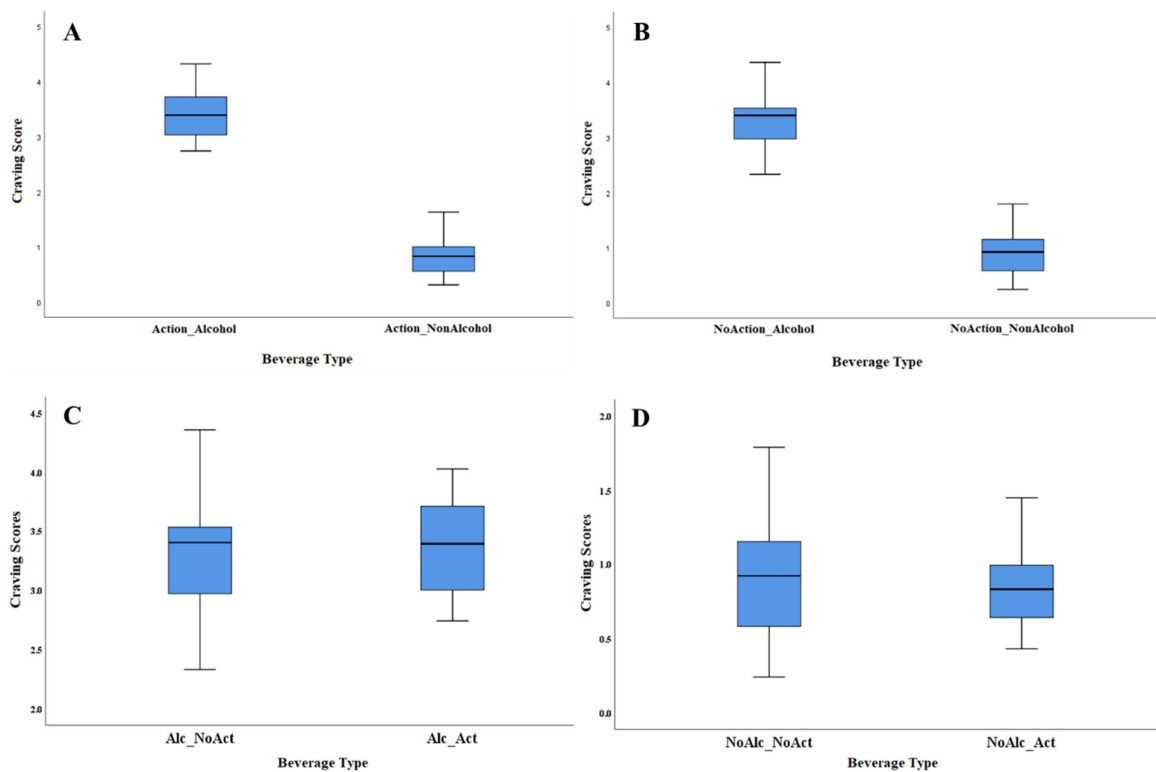 A
5
4
3
2
1
0
Craving Score
Action_Alcohol
Action_NonAlcohol
Beverage Type
B
5
4
3
2
1
0
Craving Score
NoAction_Alcohol
NoAction_NonAlcohol
Beverage Type
C
4.5
4.0
3.5
3.0
2.5
2.0
Craving Scores
Alc_NoAct
Alc_Act
Beverage Type
D
2.0
1.5
1.0
0.5
0.0
Craving Scores
NoAlc_NoAct
NoAlc_Act
Beverage Type